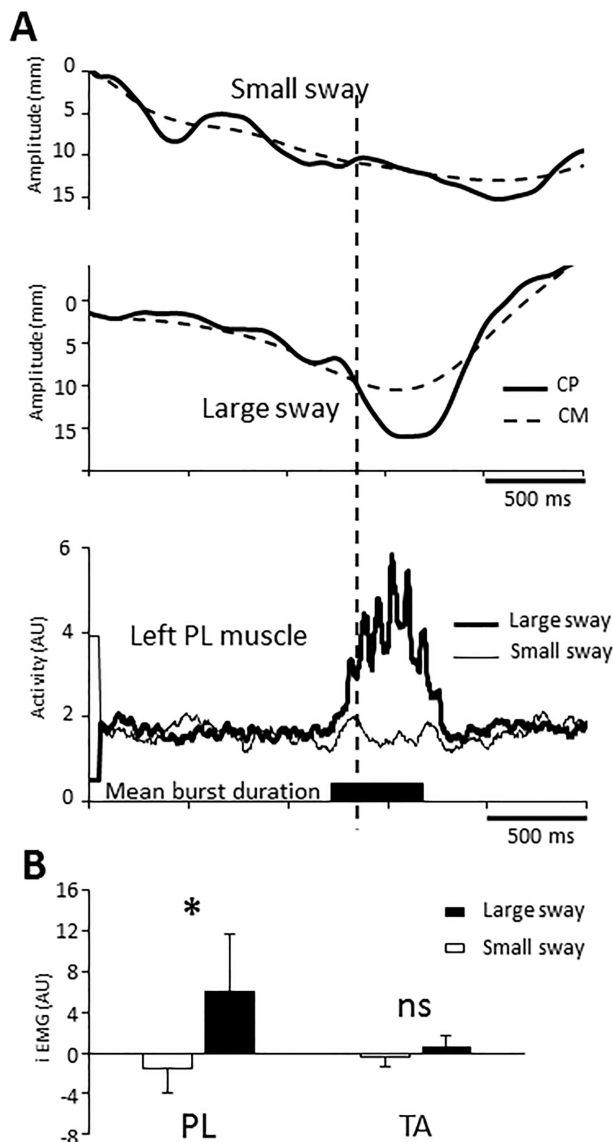 A
0
5
10
15
Amplitude (mm)
Small sway
0
5
10
15
Amplitude (mm)
Large sway
CP
CM
500 ms
6
4
2
0
Activity (AU)
Left PL muscle
Large sway
Small sway
Mean burst duration
500 ms
B
16
12
8
4
0
-4
-8
i EMG (AU)
*
ns
Large sway
Small sway
PL
TA